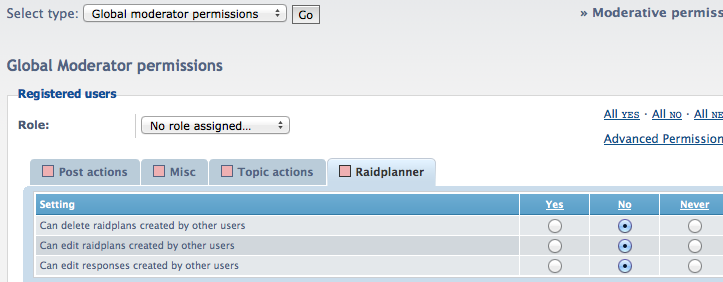 Select type: Global moderator permissions Go » Moderative permiss
Global Moderator permissions
Registered users
Role: No role assigned... All YES · All NO · All NE
Advanced Permission
Post actions Misc Topic actions Raidplanner
Setting Yes No Never
Can delete raidplans created by other users
Can edit raidplans created by other users
Can edit responses created by other users